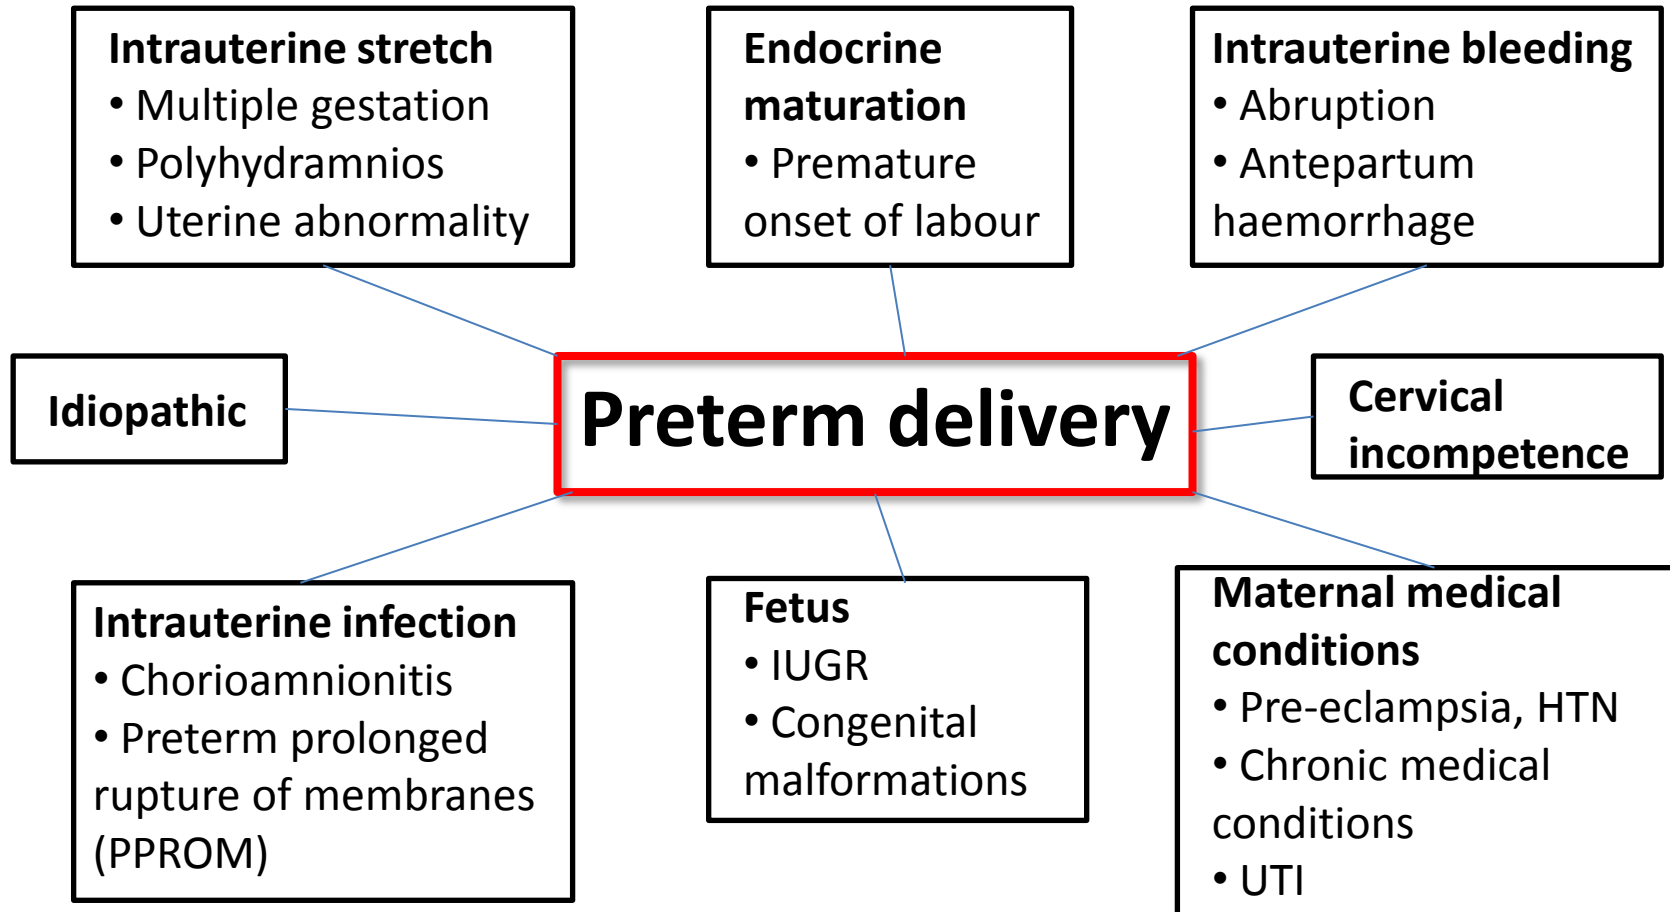 Intrauterine stretch
• Multiple gestation
• Polyhydramnios
• Uterine abnormality
Endocrine
maturation
• Premature
onset of labour
Intrauterine bleeding
• Abruption
• Antepartum
haemorrhage
Idiopathic
Preterm delivery
Cervical
incompetence
Intrauterine infection
• Chorioamnionitis
• Preterm prolonged
rupture of membranes
(PPROM)
Fetus
• IUGR
• Congenital
malformations
Maternal medical
conditions
• Pre-eclampsia, HTN
• Chronic medical
conditions
• UTI